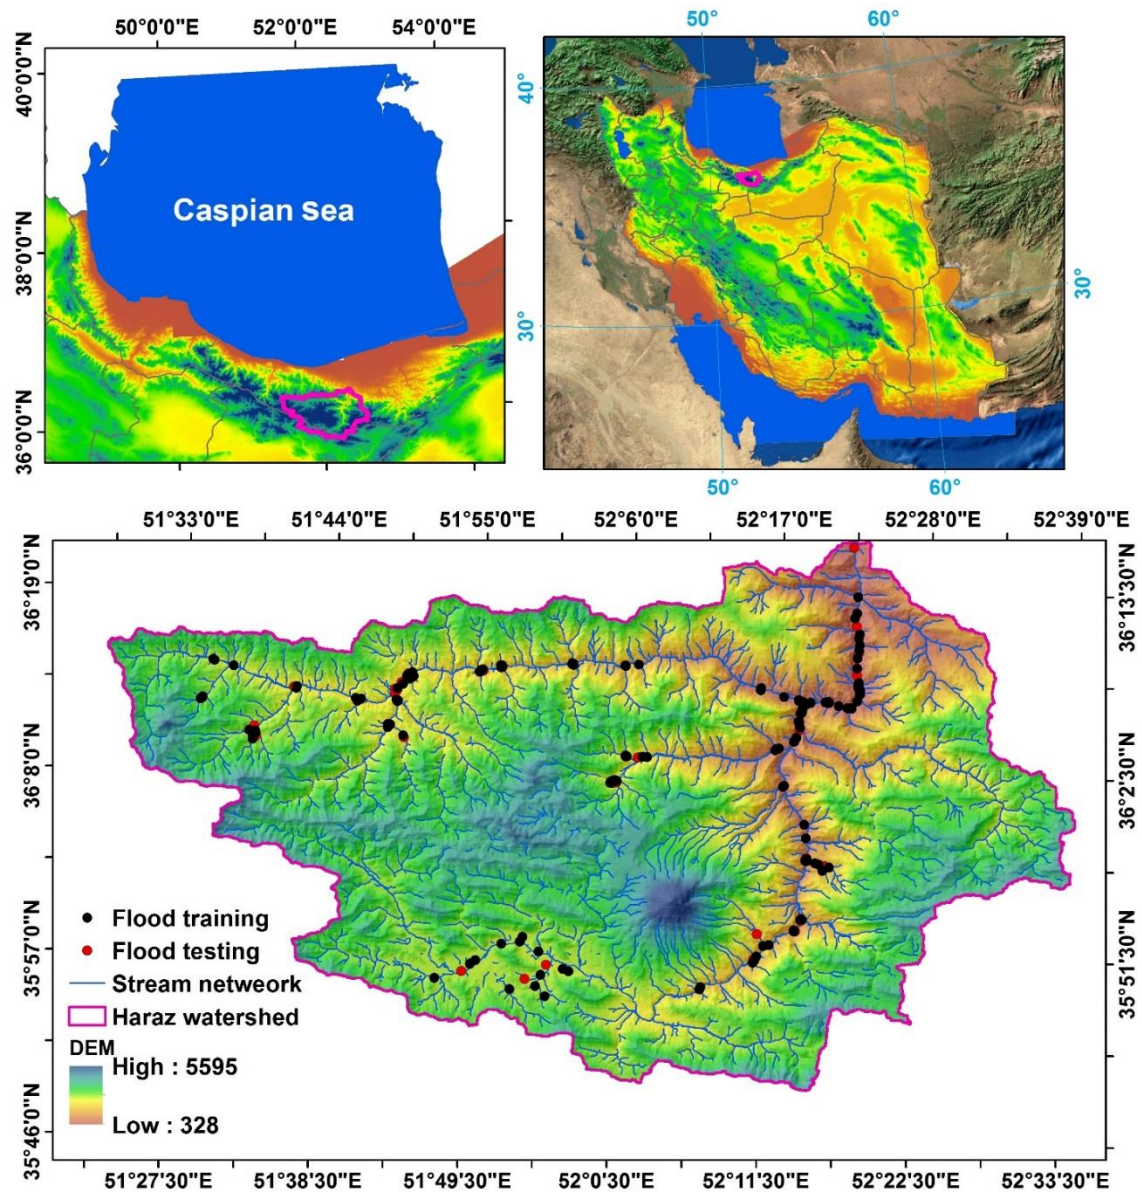 50°0'0"E 52°0'0"E 54°0'0"E
40°0'0"N
38°0'0"N
36°0'0"N
Caspian Sea
50° 60°
40°
30°
30°
50° 60°
51°33'0"E 51°44'0"E 51°55'0"E 52°6'0"E 52°17'0"E 52°28'0"E 52°39'0"E
36°19'0"N
36°8'0"N
35°57'0"N
35°46'0"N
36°13'30"N
36°2'30"N
35°51'30"N
Flood training
Flood testing
Stream netweork
Haraz watershed
DEM
High : 5595
Low : 328
51°27'30"E 51°38'30"E 51°49'30"E 52°0'30"E 52°11'30"E 52°22'30"E 52°33'30"E